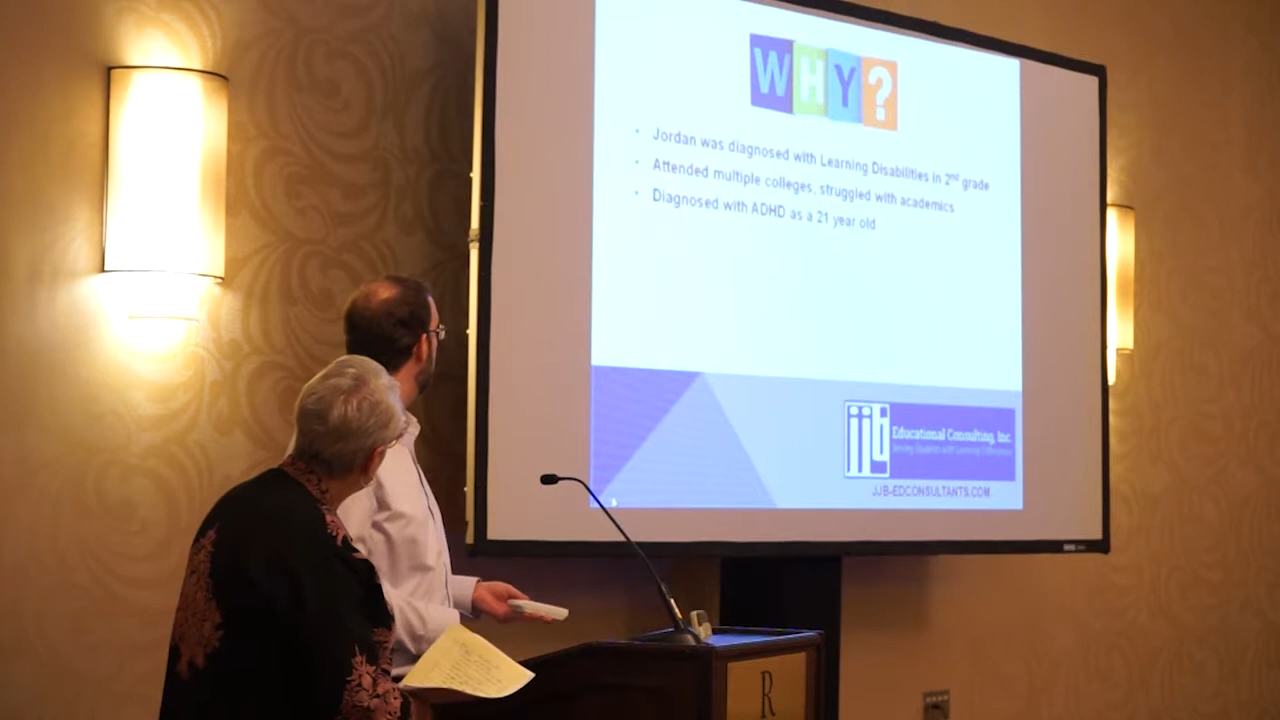 WHY?
• Jordan was diagnosed with Learning Disabilities in 2nd grade
• Attended multiple colleges, struggled with academics
• Diagnosed with ADHD as a 21 year old
jjb
Educational Consulting, Inc
Serving Students with Learning Differences
JJB-EDCONSULTANTS.COM
R